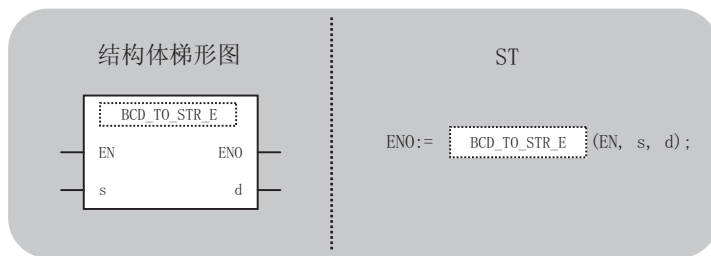 结构体梯形图
BCD_TO_STR_E
EN ENO
s d
ST
ENO:= BCD_TO_STR_E (EN, s, d);